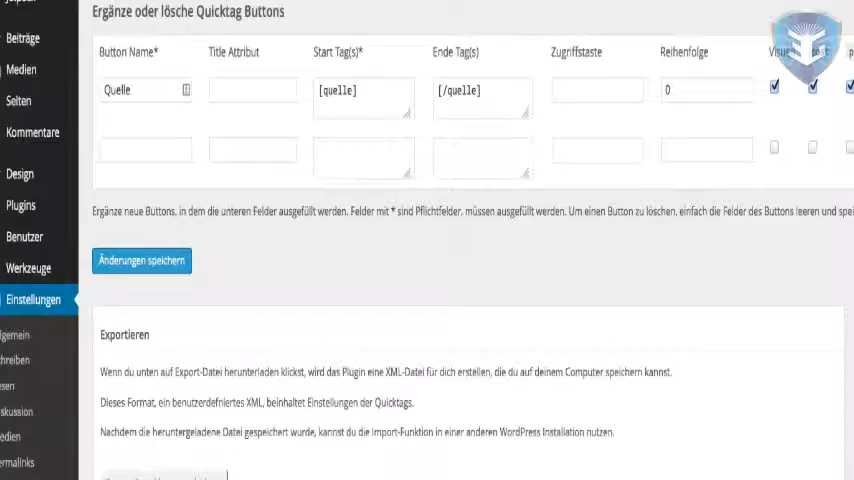 Ergänze oder lösche Quicktag Buttons
Button Name* Title Attribut Start Tag(s)* Ende Tag(s) Zugriffstaste Reihenfolge
Quelle [quelle] [/quelle] 0
Ergänze neue Buttons, in dem die unteren Felder ausgefüllt werden. Felder mit * sind Pflichtfelder, müssen ausgefüllt werden. Um einen Button zu löschen, einfach die Felder des Buttons leeren und spei
Änderungen speichern
Exportieren
Wenn du unten auf Export-Datei herunterladen klickst, wird das Plugin eine XML-Datei für dich erstellen, die du auf deinem Computer speichern kannst.
Dieses Format, ein benutzerdefniertes XML, beinhaltet Einstellungen der Quicktags.
Nachdem die heruntergeladene Datei gespeichert wurde, kannst du die Import-Funktion in einer anderen WordPress Installation nutzen.
Beiträge
Medien
Seiten
Kommentare
Design
Plugins
Benutzer
Werkzeuge
Einstellungen
lgemein
hreiben
esen
skussion
edien
ermalinks